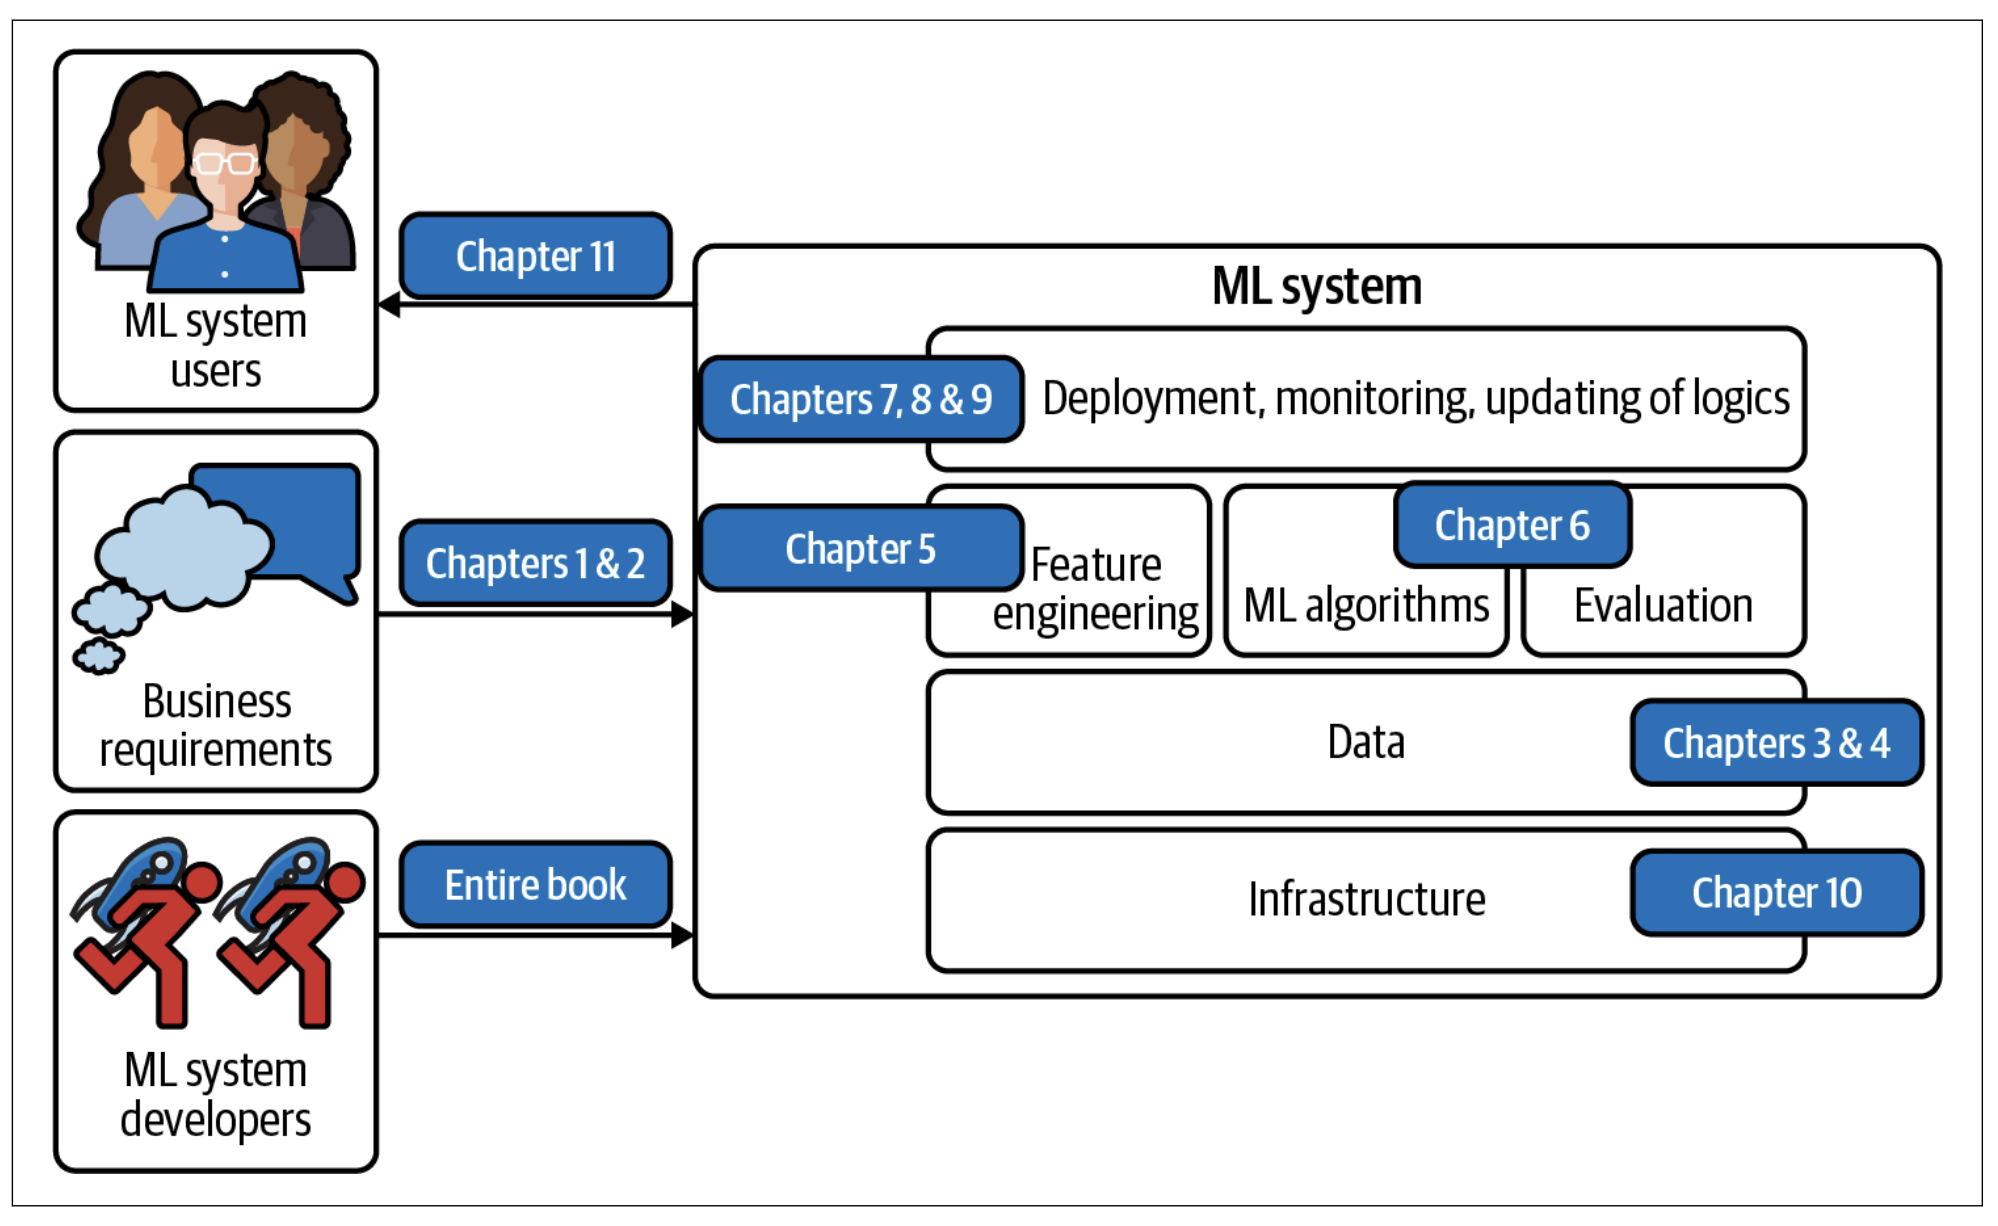 ML system
users
Chapter 11
Business
requirements
Chapters 1 & 2
ML system
developers
Entire book
ML system
Chapters 7, 8 & 9
Deployment, monitoring, updating of logics
Chapter 5
Feature
engineering
Chapter 6
ML algorithms
Evaluation
Data
Chapters 3 & 4
Infrastructure
Chapter 10